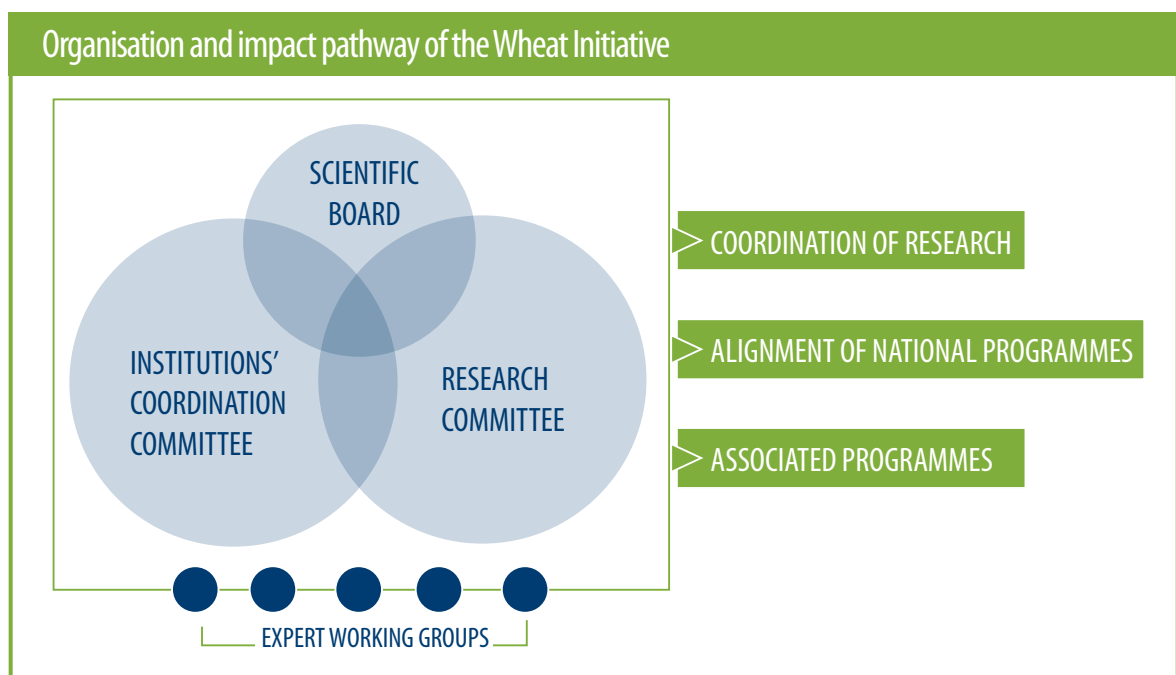 Organisation and impact pathway of the Wheat Initiative
SCIENTIFIC
BOARD
INSTITUTIONS’
COORDINATION
COMMITTEE
RESEARCH
COMMITTEE
COORDINATION OF RESEARCH
ALIGNMENT OF NATIONAL PROGRAMMES
ASSOCIATED PROGRAMMES
EXPERT WORKING GROUPS